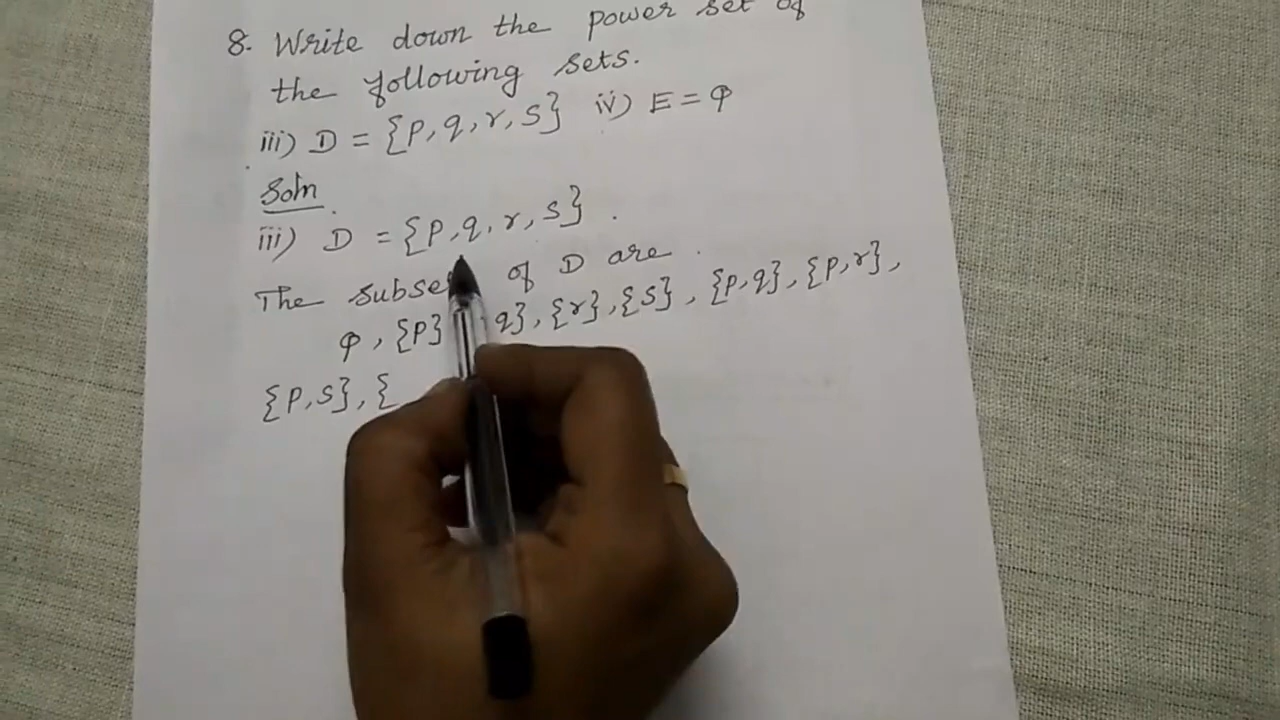 8. Write down the power set of
the following sets.
iii) D = {p, q, r, s} iv) E = φ
Soln
iii) D = {p, q, r, s}.
The subse of D are
φ, {p} q}, {r}, {s}, {p, q}, {p, r},
{p, s}, {